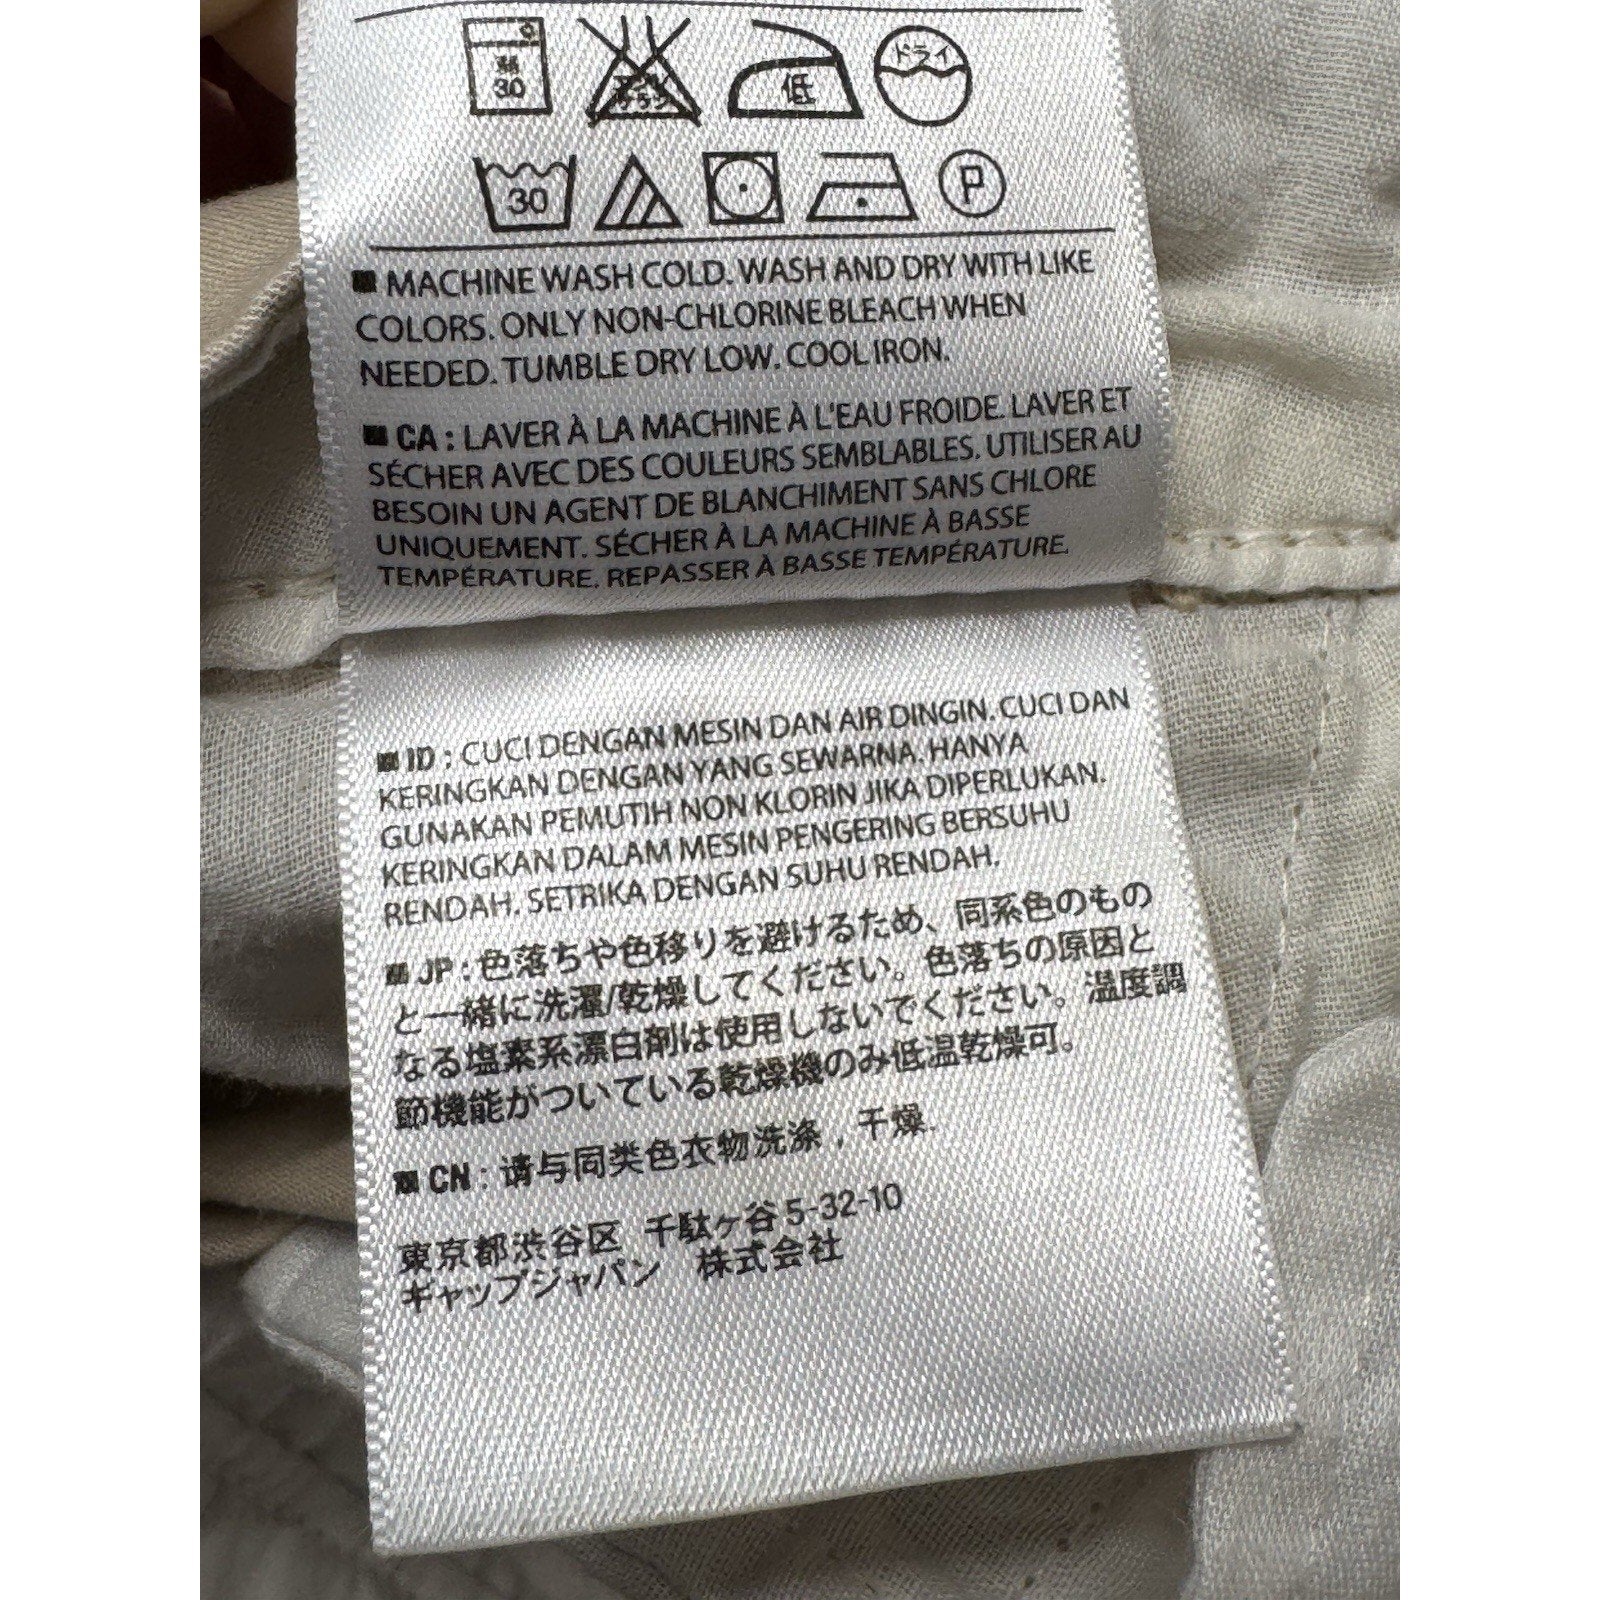 弱
30
エンソ
サラシ
低
ドライ
30
P
MACHINE WASH COLD. WASH AND DRY WITH LIKE
COLORS. ONLY NON-CHLORINE BLEACH WHEN
NEEDED. TUMBLE DRY LOW. COOL IRON.
CA : LAVER À LA MACHINE À L'EAU FROIDE. LAVER ET
SÉCHER AVEC DES COULEURS SEMBLABLES. UTILISER AU
BESOIN UN AGENT DE BLANCHIMENT SANS CHLORE
UNIQUEMENT. SÉCHER À LA MACHINE À BASSE
TEMPÉRATURE. REPASSER À BASSE TEMPÉRATURE.
ID : CUCI DENGAN MESIN DAN AIR DINGIN. CUCI DAN
KERINGKAN DENGAN YANG SEWARNA. HANYA
GUNAKAN PEMUTIH NON KLORIN JIKA DIPERLUKAN.
KERINGKAN DALAM MESIN PENGERING BERSUHU
RENDAH. SETRIKA DENGAN SUHU RENDAH.
JP : 色落ちや色移りを避けるため、同系色のもの
と一緒に洗濯/乾燥してください。色落ちの原因と
なる塩素系漂白剤は使用しないでください。温度調
節機能がついている乾燥機のみ低温乾燥可。
CN : 请与同类色衣物洗涤，干燥.
東京都渋谷区 千駄ヶ谷5-32-10
ギャップジャパン 株式会社